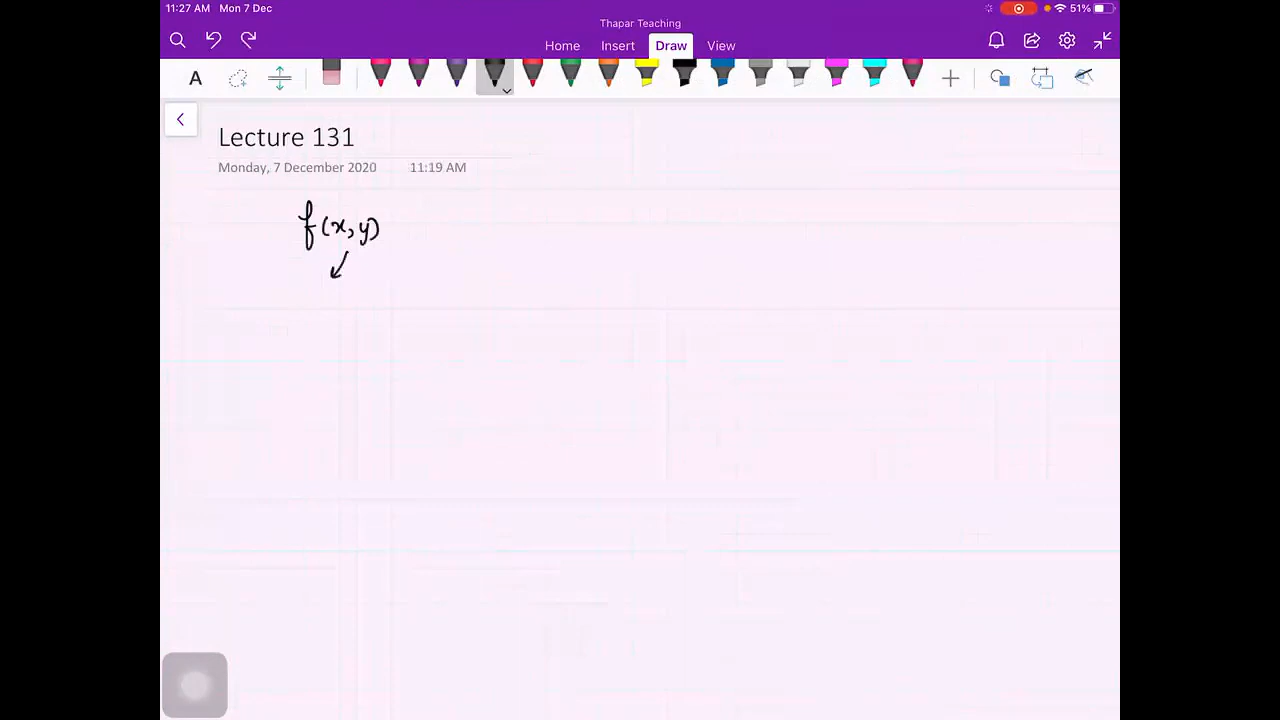 11:27 AM Mon 7 Dec 51%
Thapar Teaching
Home Insert Draw View
A
Lecture 131
Monday, 7 December 2020 11:19 AM
f(x,y)